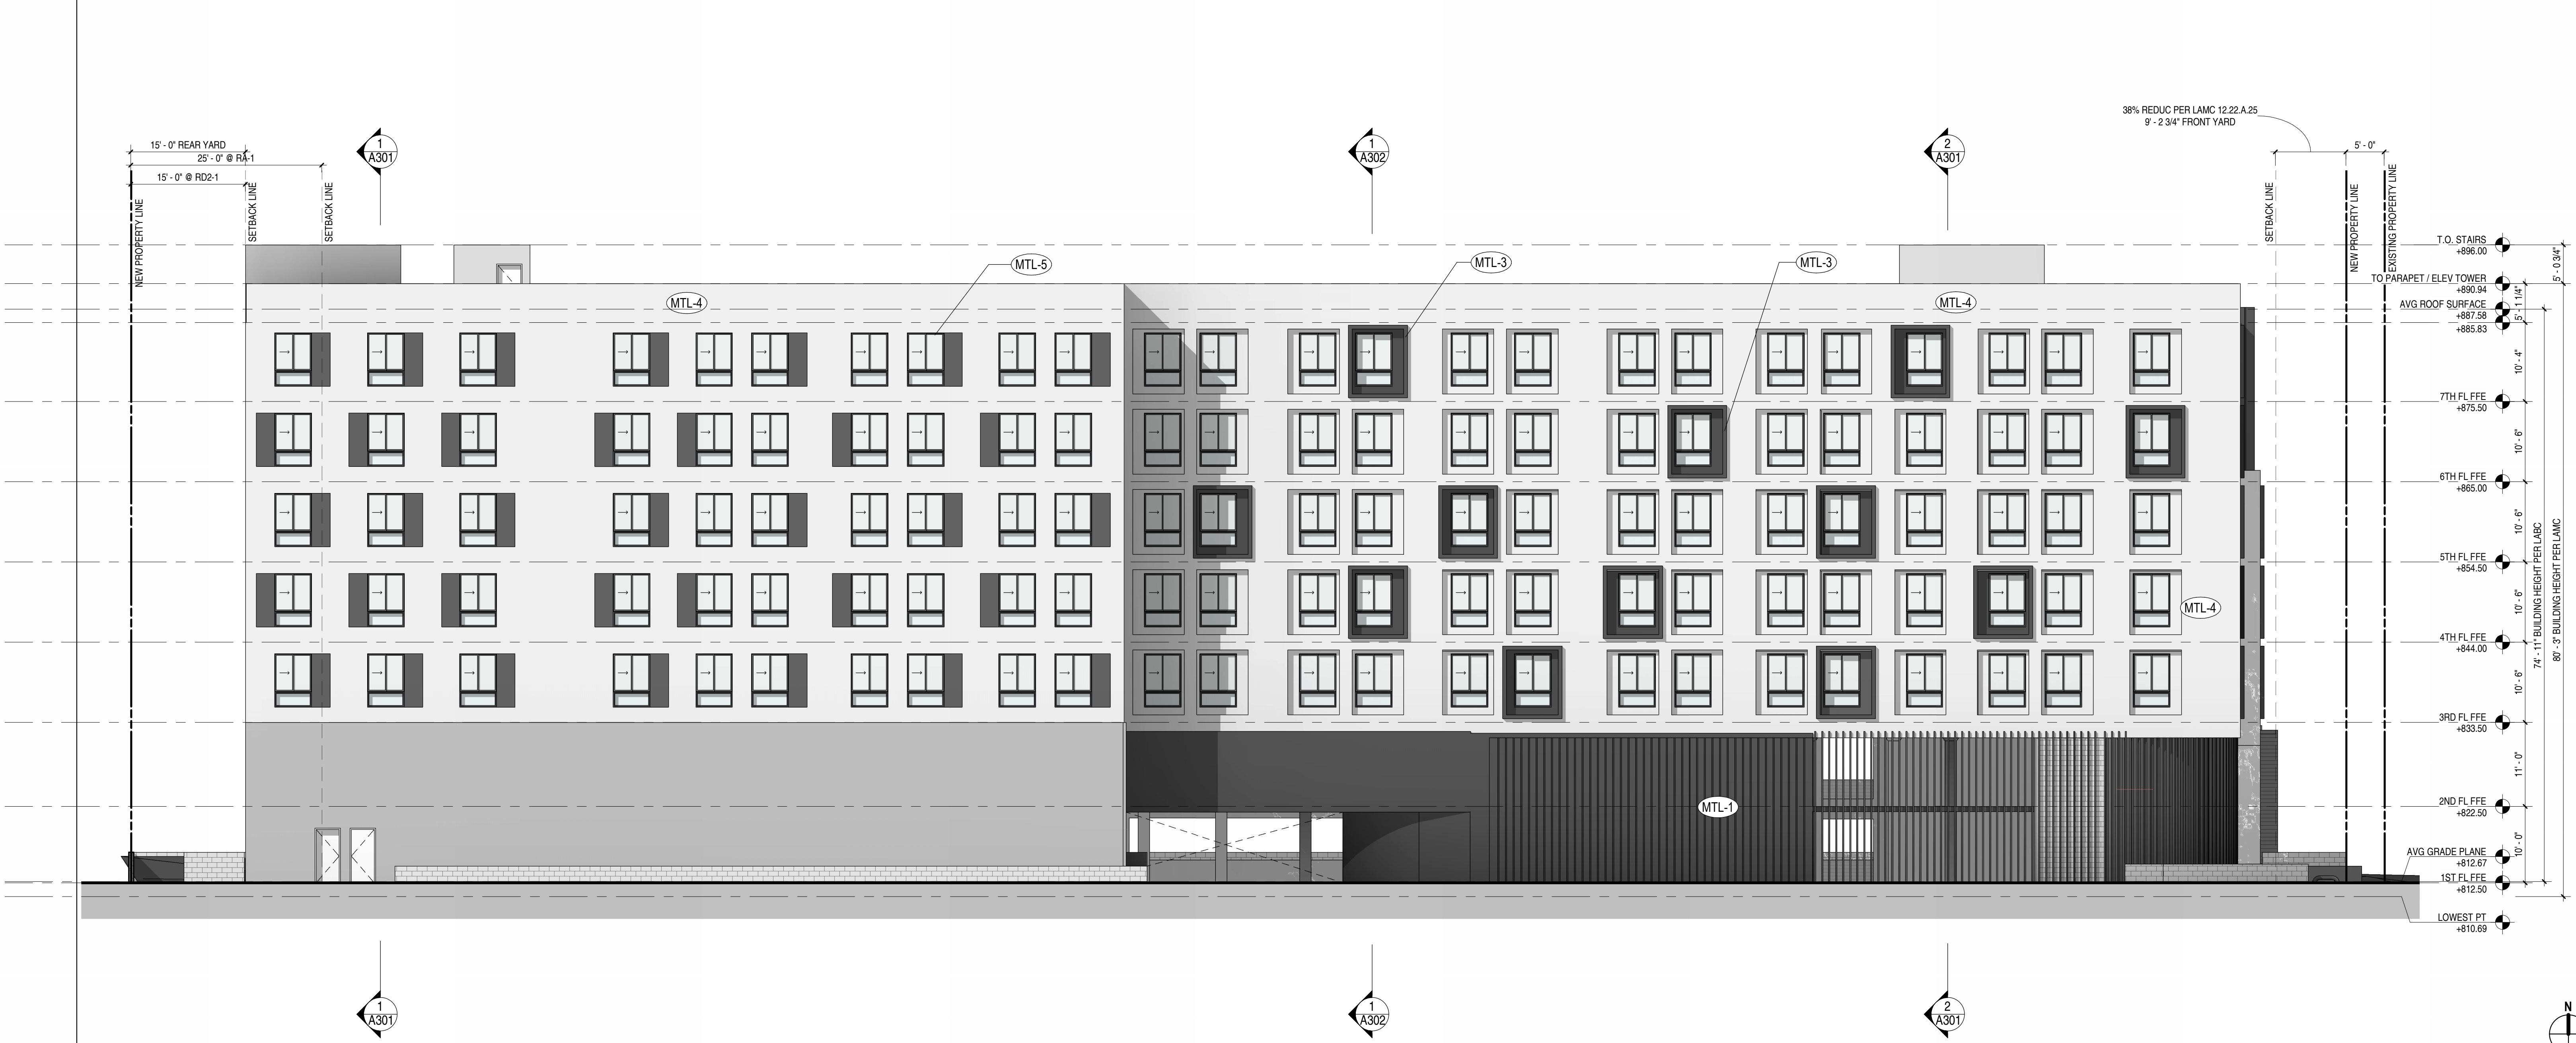 38% REDUC PER LAMC 12.22.A.25
9' - 2 3/4" FRONT YARD
15' - 0" REAR YARD
25' - 0" @ RA-1
15' - 0" @ RD2-1
5' - 0"
1
A301
1
A302
2
A301
NEW PROPERTY LINE
SETBACK LINE
SETBACK LINE
SETBACK LINE
NEW PROPERTY LINE
EXISTING PROPERTY LINE
MTL-5
MTL-3
MTL-3
MTL-4
MTL-4
MTL-4
MTL-1
T.O. STAIRS
+896.00
TO PARAPET / ELEV TOWER
+890.94
AVG ROOF SURFACE
+887.58
+885.83
7TH FL FFE
+875.50
6TH FL FFE
+865.00
5TH FL FFE
+854.50
4TH FL FFE
+844.00
3RD FL FFE
+833.50
2ND FL FFE
+822.50
AVG GRADE PLANE
+812.67
1ST FL FFE
+812.50
LOWEST PT
+810.69
5' - 0 3/4"
5' - 1 1/4"
10' - 4"
10' - 6"
10' - 6"
10' - 6"
10' - 6"
11' - 0"
10' - 0"
74' - 11" BUILDING HEIGHT PER LABC
80' - 3" BUILDING HEIGHT PER LAMC
1
A301
1
A302
2
A301
N